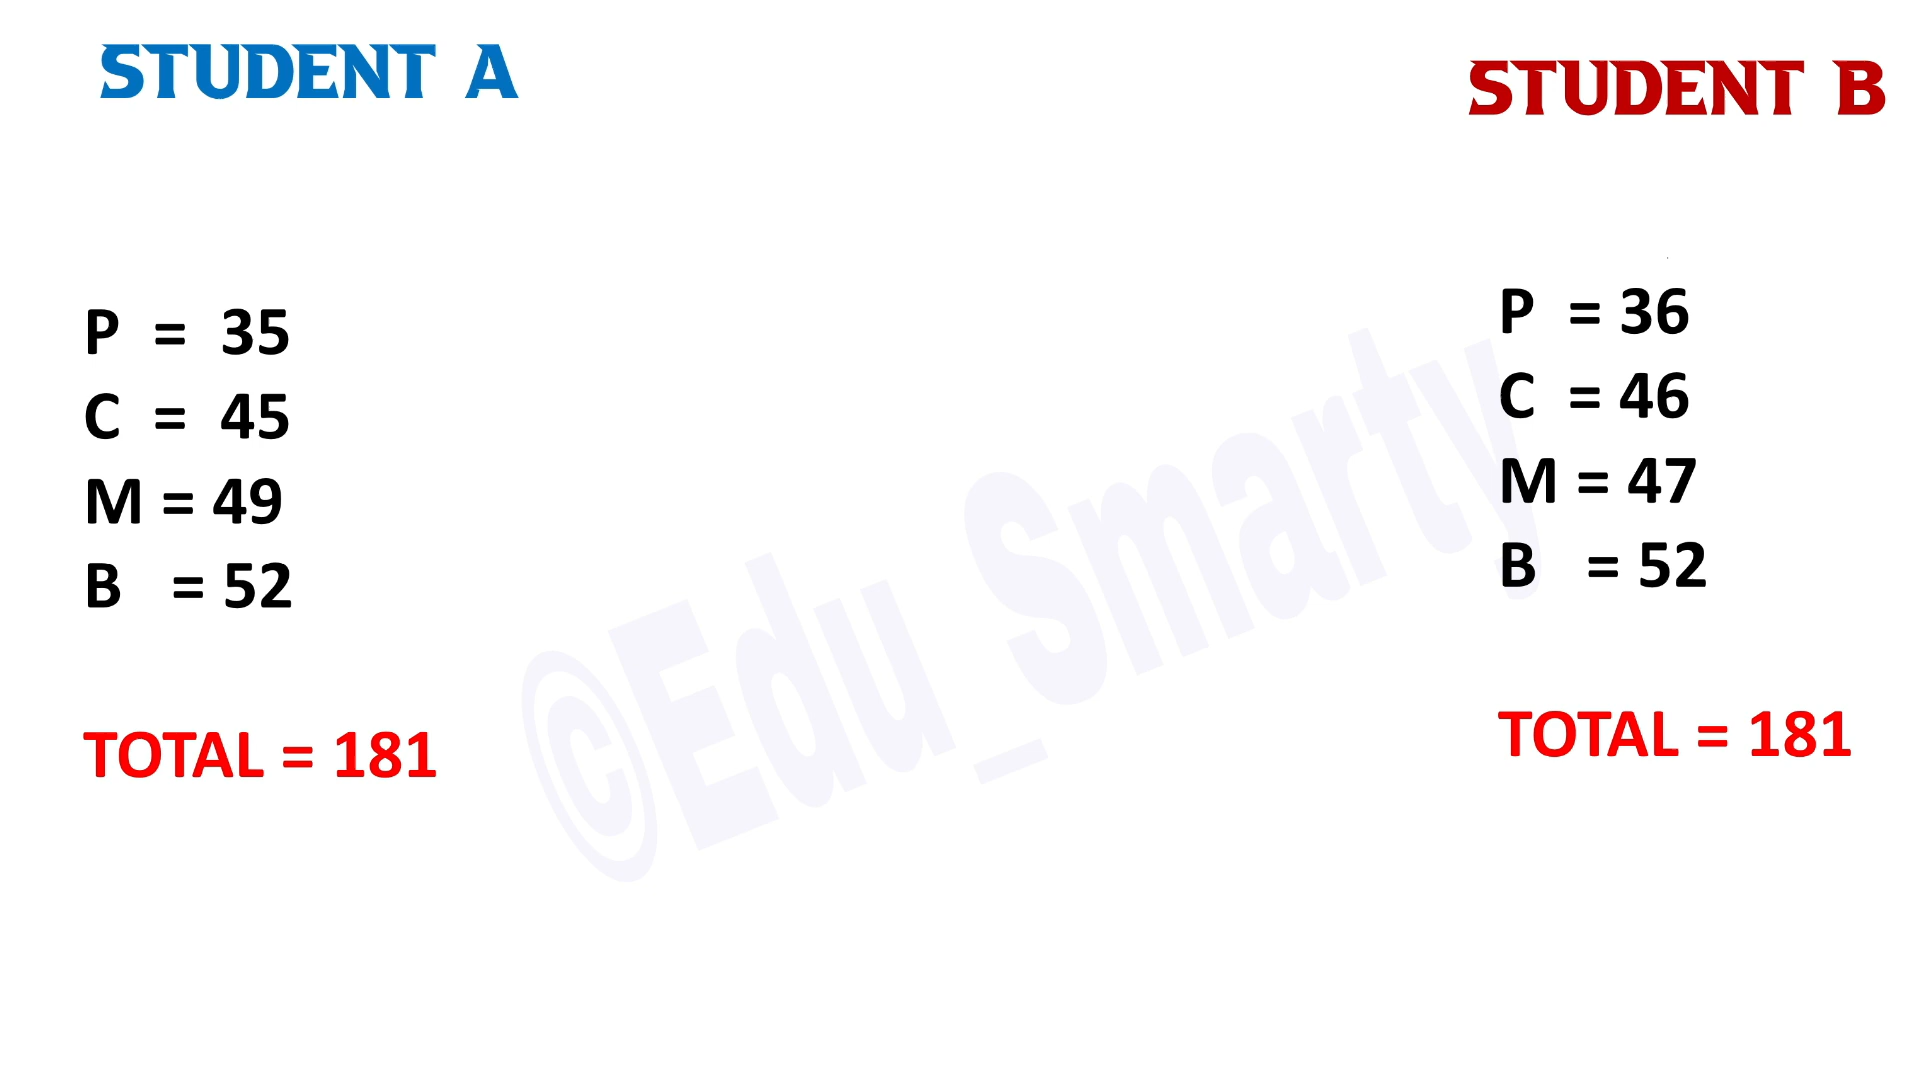 STUDENT A
P = 35
C = 45
M = 49
B = 52
TOTAL = 181
STUDENT B
P = 36
C = 46
M = 47
B = 52
TOTAL = 181
©Edu_Smarty